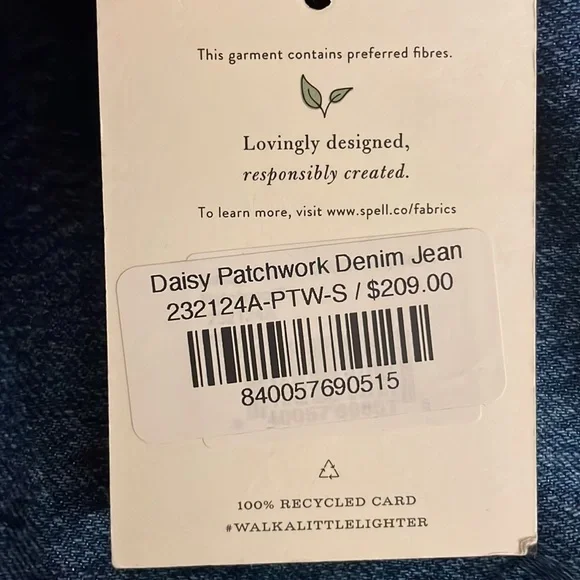 This garment contains preferred fibres.
Lovingly designed,
responsibly created.
To learn more, visit www.spell.co/fabrics
Daisy Patchwork Denim Jean
232124A-PTW-S / $209.00
840057690515
100% RECYCLED CARD
#WALKALITTLELIGHTER